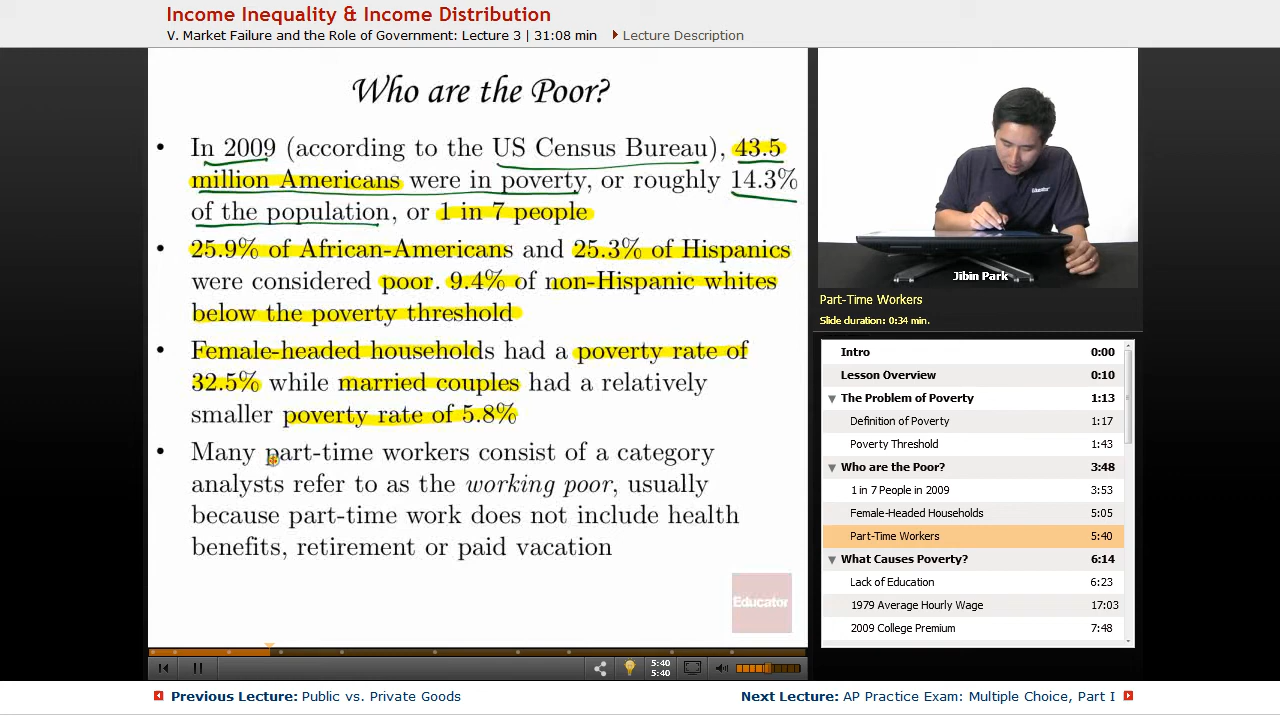 Income Inequality & Income Distribution
V. Market Failure and the Role of Government: Lecture 3 | 31:08 min
Lecture Description
Who are the Poor?
• In 2009 (according to the US Census Bureau), 43.5
million Americans were in poverty, or roughly 14.3%
of the population, or 1 in 7 people
• 25.9% of African-Americans and 25.3% of Hispanics
were considered poor. 9.4% of non-Hispanic whites
below the poverty threshold
• Female-headed households had a poverty rate of
32.5% while married couples had a relatively
smaller poverty rate of 5.8%
• Many part-time workers consist of a category
analysts refer to as the working poor, usually
because part-time work does not include health
benefits, retirement or paid vacation
Educator
Educator
Jibin Park
Part-Time Workers
Slide duration: 0:34 min.
Intro 0:00
Lesson Overview 0:10
The Problem of Poverty 1:13
Definition of Poverty 1:17
Poverty Threshold 1:43
Who are the Poor? 3:48
1 in 7 People in 2009 3:53
Female-Headed Households 5:05
Part-Time Workers 5:40
What Causes Poverty? 6:14
Lack of Education 6:23
1979 Average Hourly Wage 17:03
2009 College Premium 7:48
5:40
5:40
Previous Lecture: Public vs. Private Goods
Next Lecture: AP Practice Exam: Multiple Choice, Part I